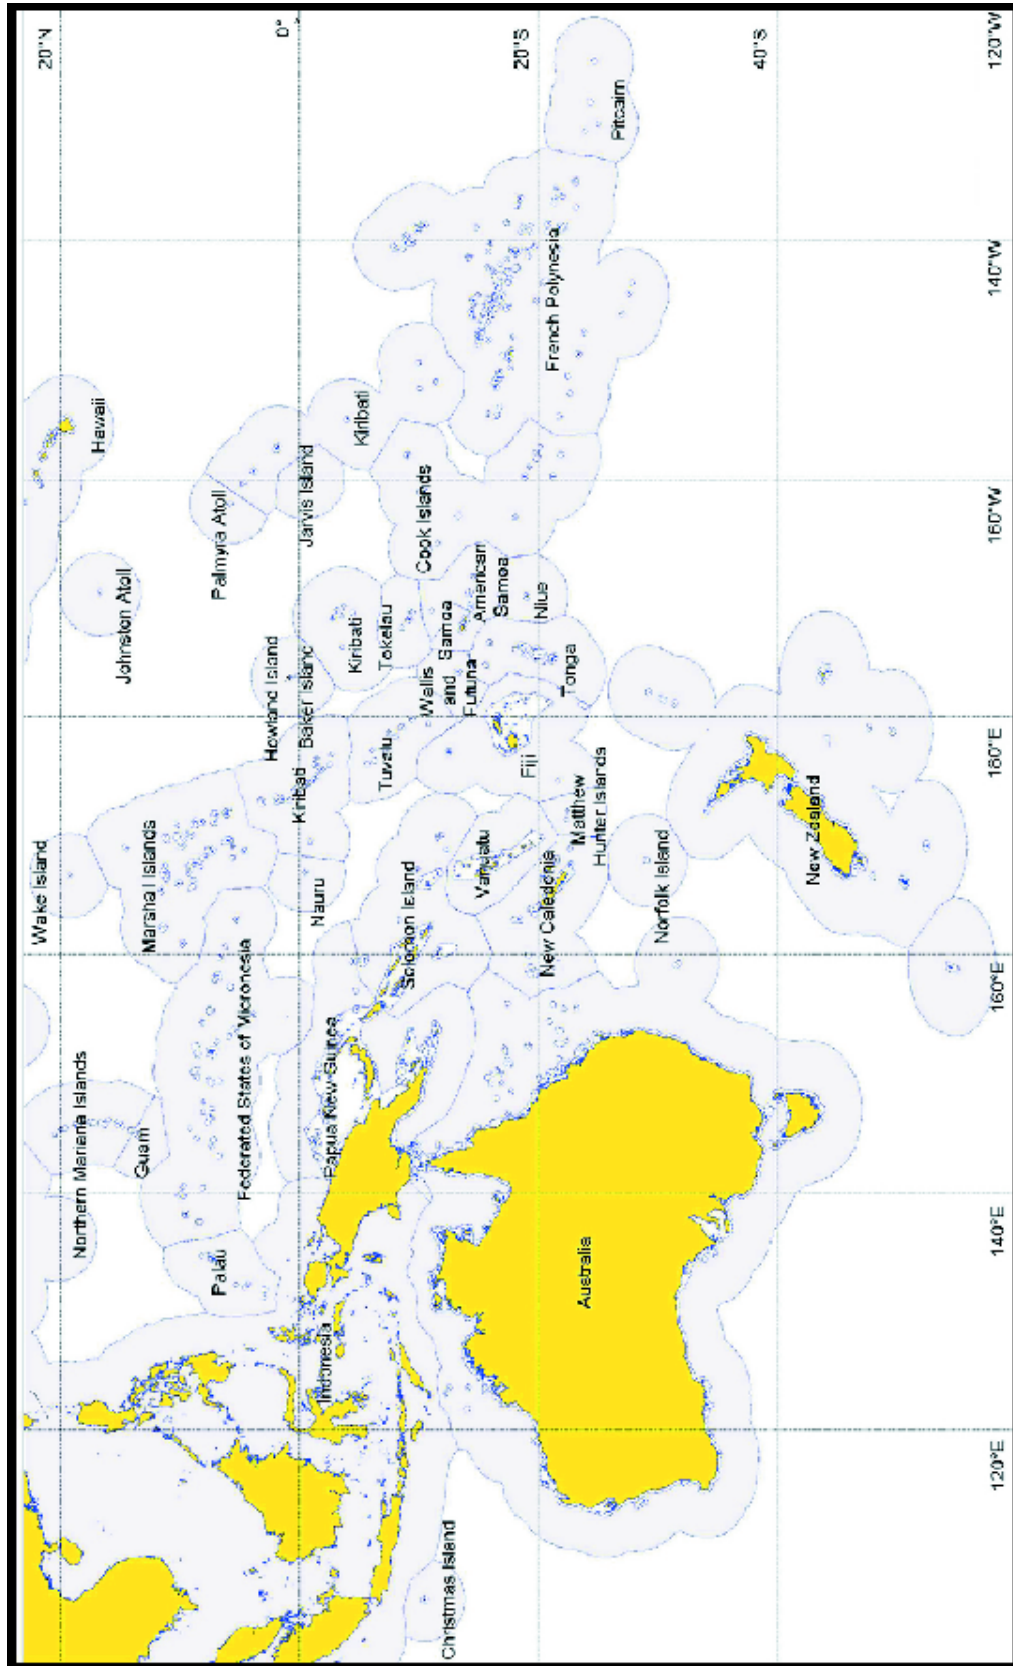 20°N
0°
20°S
40°S
120°W
140°W
160°W
180°E
160°E
140°E
120°E
Hawaii
Johnston Atoll
Wake Island
Northern Mariana Islands
Guam
Palau
Federated States of Micronesia
Marshal Islands
Palmyra Atoll
Jarvis Island
Kiribati
Howland Island
Baker Island
Kiribati
Kiribati
Nauru
Tokelau
Tuvalu
Cook Islands
American
Samoa
Samoa
Wallis
and
Futuna
Niue
Tonga
Fiji
French Polynesia
Pitcairn
Papua New Guinea
Solomon Island
Vanuatu
New Caledonia
Matthew
Hunter Islands
Norfolk Island
New Zealand
Indonesia
Australia
Christmas Island